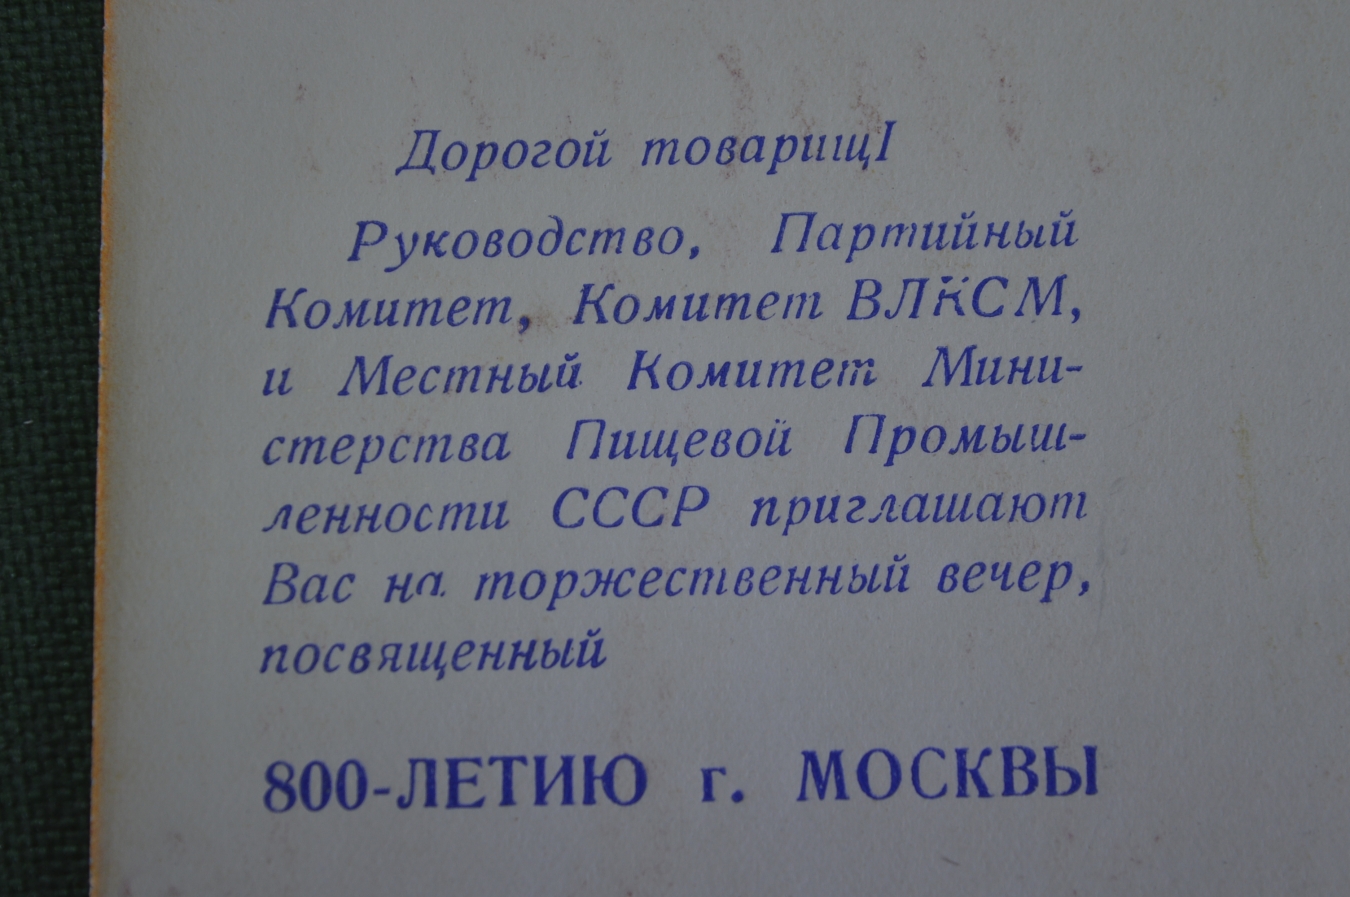 Дорогой товарищ!
Руководство, Партийный
Комитет, Комитет ВЛКСМ,
и Местный Комитет Мини-
стерства Пищевой Промыш-
ленности СССР приглашают
Вас на торжественный вечер,
посвященный
800-ЛЕТИЮ г. МОСКВЫ